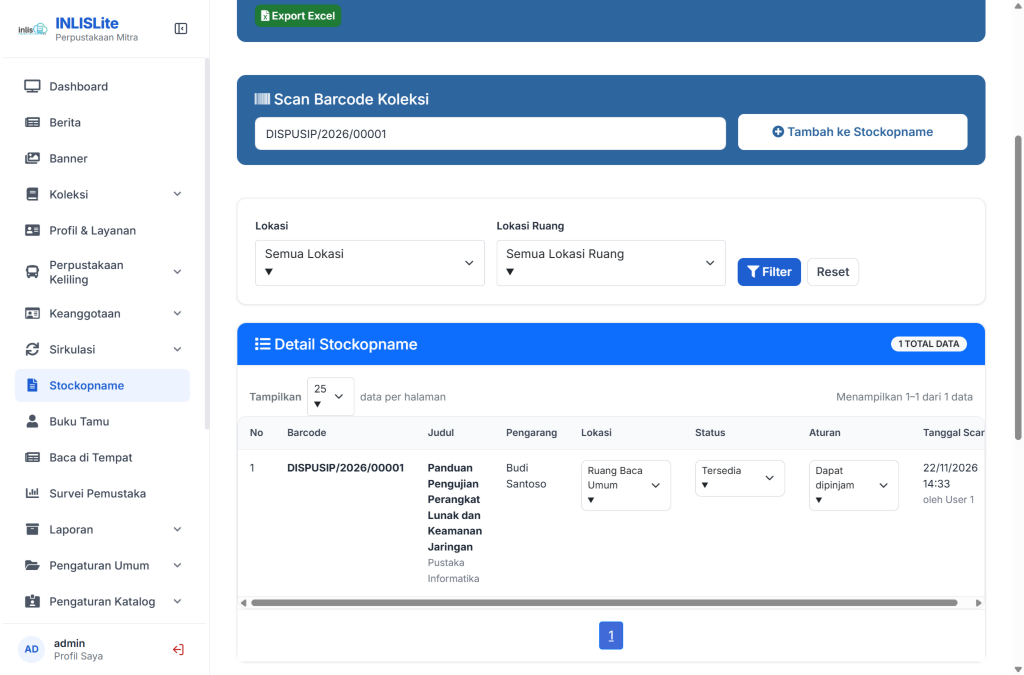 inlis
INLISLite
Perpustakaan Mitra
Dashboard
Berita
Banner
Koleksi
Profil & Layanan
Perpustakaan
Keliling
Keanggotaan
Sirkulasi
Stockopname
Buku Tamu
Baca di Tempat
Survei Pemustaka
Laporan
Pengaturan Umum
Pengaturan Katalog
AD
admin
Profil Saya
Export Excel
Scan Barcode Koleksi
DISPUSIP/2026/00001
Tambah ke Stockopname
Lokasi
Lokasi Ruang
Semua Lokasi
Semua Lokasi Ruang
Filter
Reset
Detail Stockopname
1 TOTAL DATA
Tampilkan 25 data per halaman
Menampilkan 1–1 dari 1 data
No Barcode Judul Pengarang Lokasi Status Aturan Tanggal Scan
1
DISPUSIP/2026/00001
Panduan
Pengujian
Perangkat
Lunak dan
Keamanan
Jaringan
Pustaka
Informatika
Budi
Santoso
Ruang Baca
Umum
Tersedia
Dapat
dipinjam
22/11/2026
14:33
oleh User 1
1